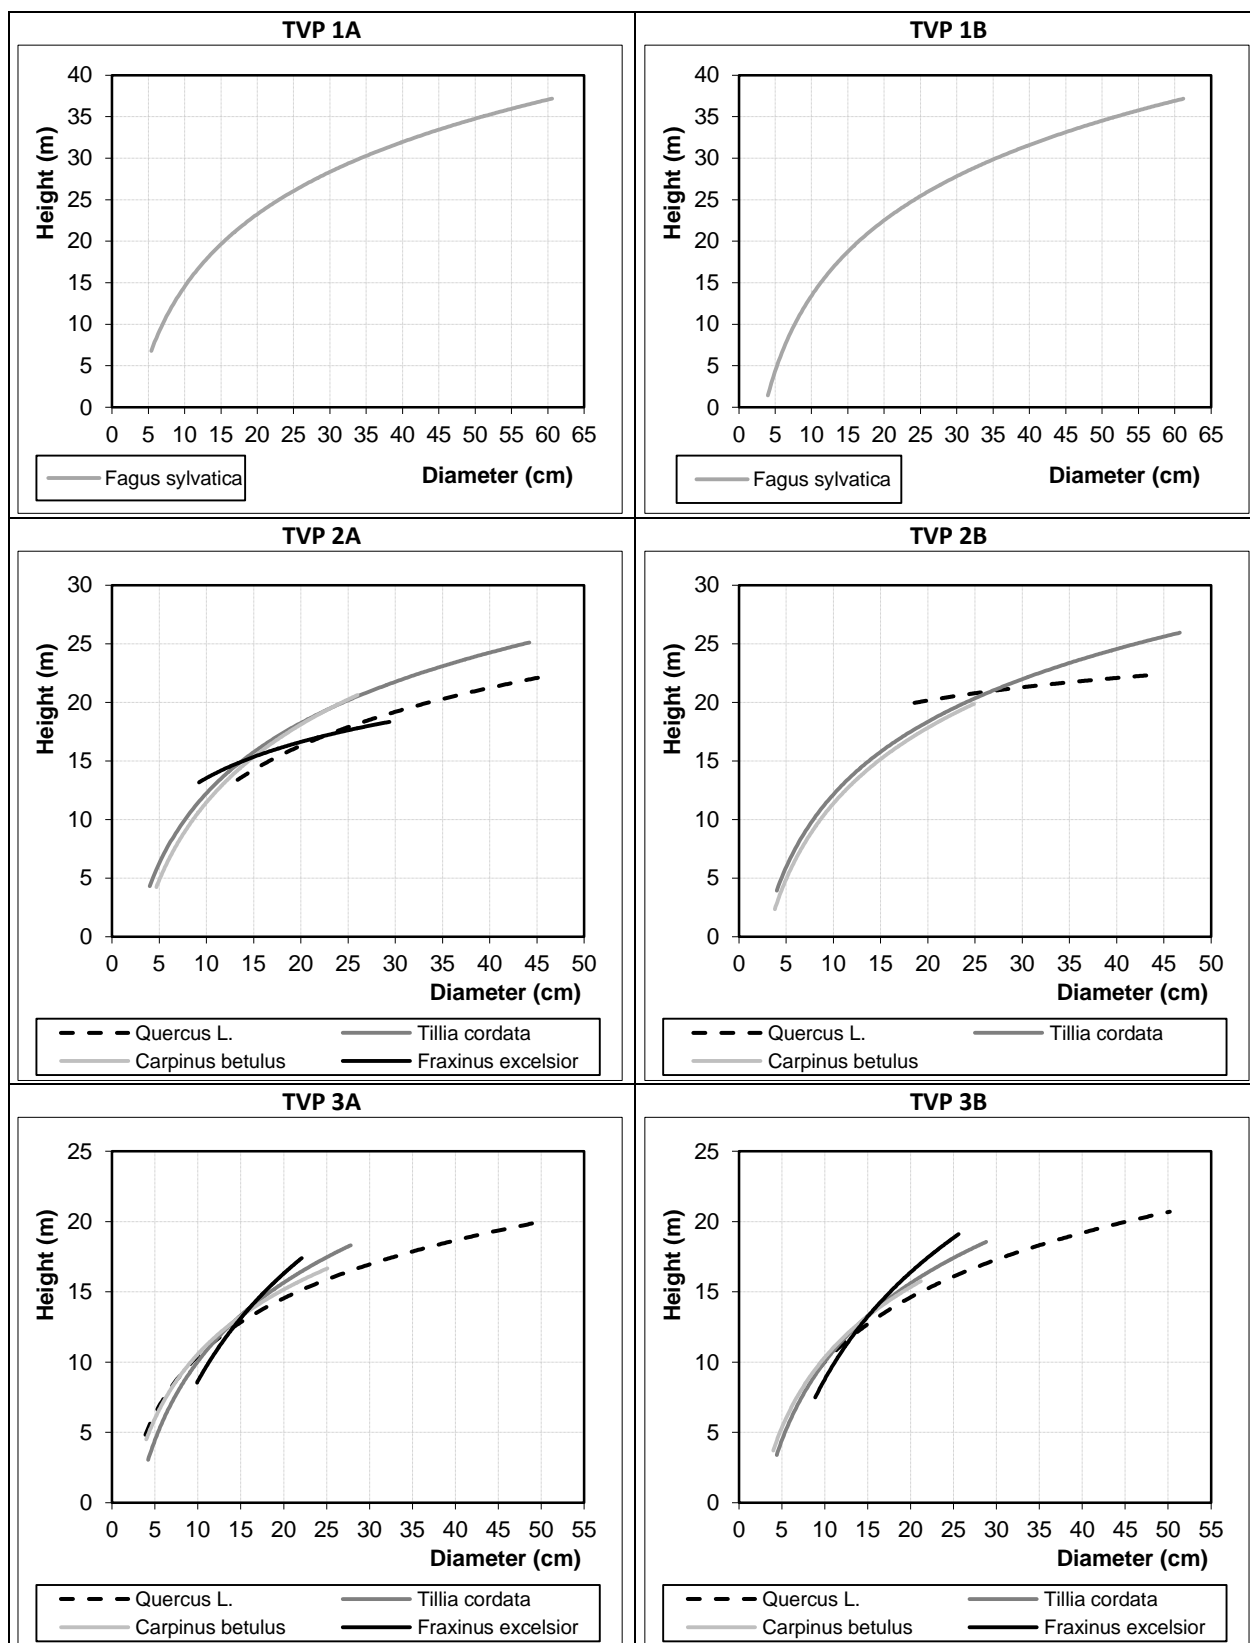 TVP 1A
TVP 1B
40
35
30
25
20
15
10
5
0
Height (m)
0 5 10 15 20 25 30 35 40 45 50 55 60 65
Diameter (cm)
Fagus sylvatica
40
35
30
25
20
15
10
5
0
Height (m)
0 5 10 15 20 25 30 35 40 45 50 55 60 65
Diameter (cm)
Fagus sylvatica
TVP 2A
TVP 2B
30
25
20
15
10
5
0
Height (m)
0 5 10 15 20 25 30 35 40 45 50
Diameter (cm)
Quercus L. Tillia cordata
Carpinus betulus Fraxinus excelsior
30
25
20
15
10
5
0
Height (m)
0 5 10 15 20 25 30 35 40 45 50
Diameter (cm)
Quercus L. Tillia cordata
Carpinus betulus
TVP 3A
TVP 3B
25
20
15
10
5
0
Height (m)
0 5 10 15 20 25 30 35 40 45 50 55
Diameter (cm)
Quercus L. Tillia cordata
Carpinus betulus Fraxinus excelsior
25
20
15
10
5
0
Height (m)
0 5 10 15 20 25 30 35 40 45 50 55
Diameter (cm)
Quercus L. Tillia cordata
Carpinus betulus Fraxinus excelsior